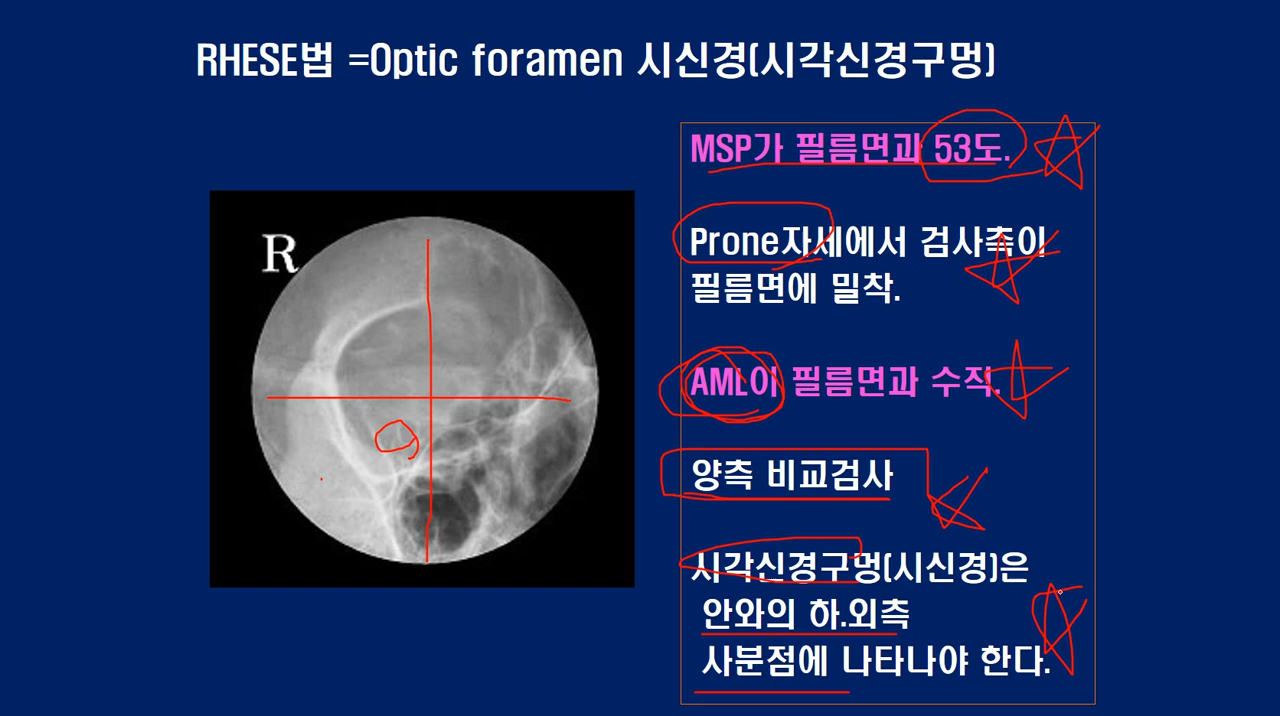 RHESE법 =Optic foramen 시신경(시각신경구멍)
R
MSP가 필름면과 53도.
Prone자세에서 검사측이
필름면에 밀착.
AML이 필름면과 수직.
양측 비교검사
시각신경구멍(시신경)은
안와의 하.외측
사분점에 나타나야 한다.